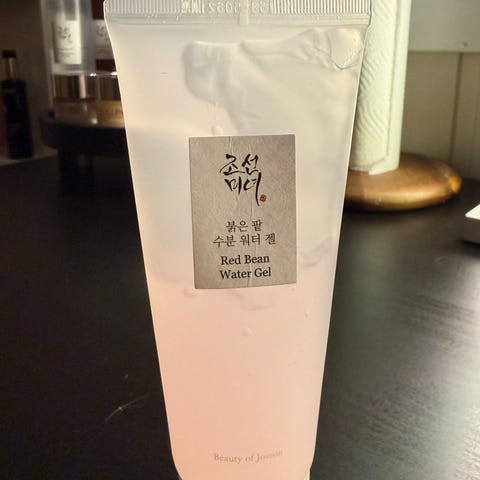 조선
미녀
붉은 팥
수분 워터 젤
Red Bean
Water Gel
Beauty of Joseon